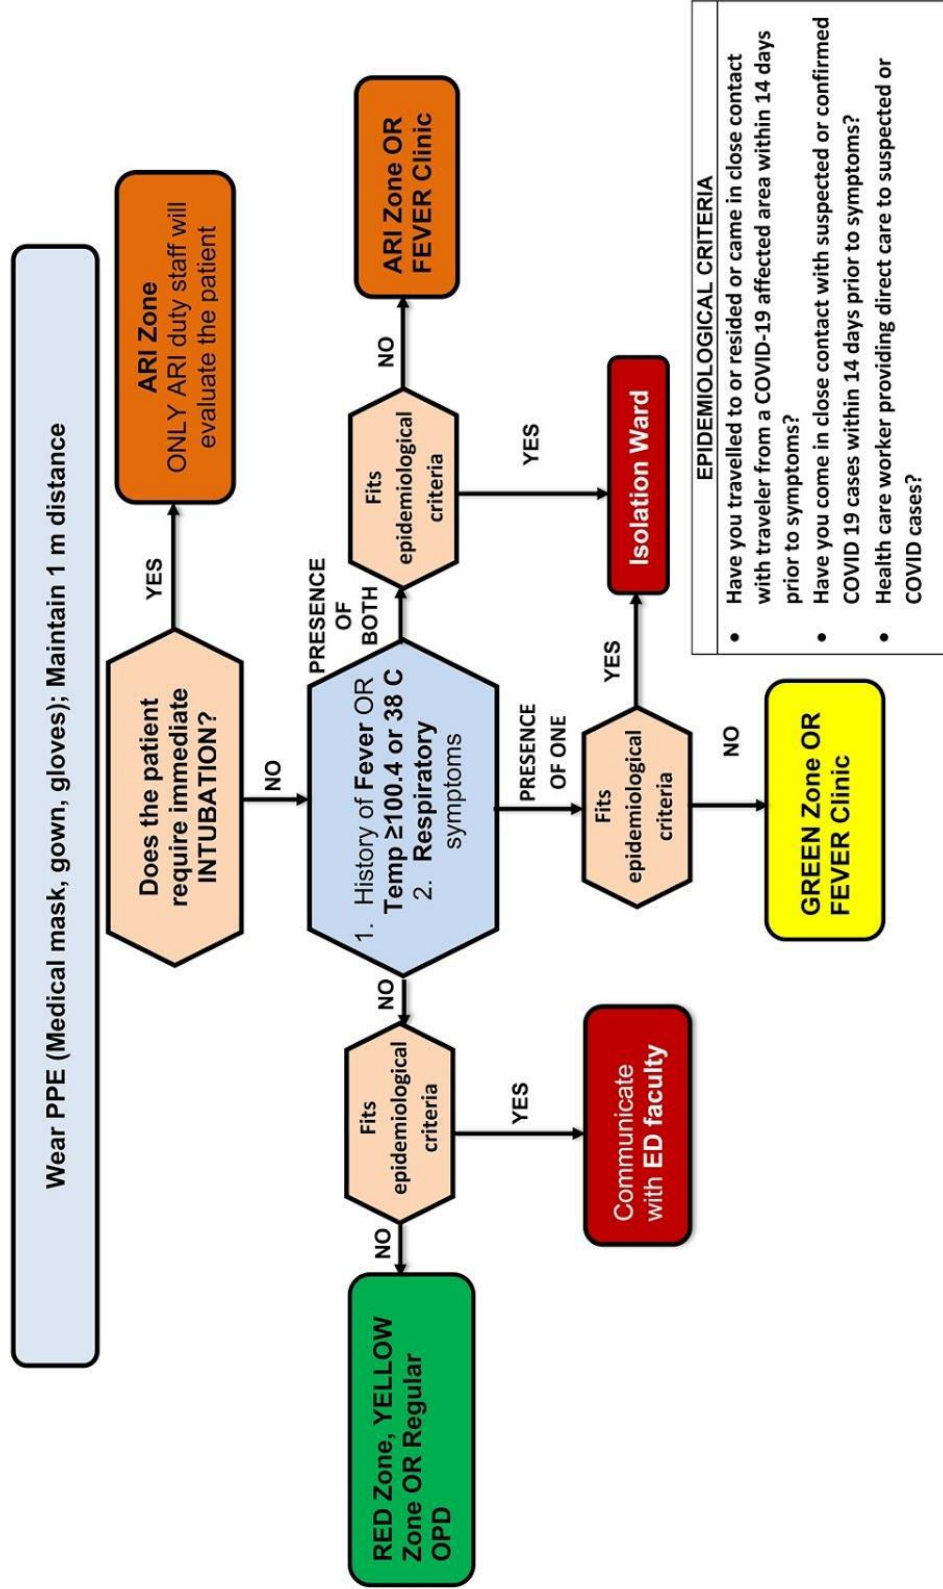 Wear PPE (Medical mask, gown, gloves); Maintain 1 m distance
Does the patient
require immediate
INTUBATION?
YES
ARI Zone
ONLY ARI duty staff will
evaluate the patient
NO
1. History of Fever OR
Temp ≥100.4 or 38 C
2. Respiratory
symptoms
PRESENCE
OF
BOTH
Fits
epidemiological
criteria
NO
ARI Zone OR
FEVER Clinic
YES
Isolation Ward
PRESENCE
OF ONE
Fits
epidemiological
criteria
YES
NO
GREEN Zone OR
FEVER Clinic
NO
Fits
epidemiological
criteria
NO
RED Zone, YELLOW
Zone OR Regular
OPD
YES
Communicate
with ED faculty
EPIDEMIOLOGICAL CRITERIA
• Have you travelled to or resided or came in close contact
with traveler from a COVID-19 affected area within 14 days
prior to symptoms?
• Have you come in close contact with suspected or confirmed
COVID 19 cases within 14 days prior to symptoms?
• Health care worker providing direct care to suspected or
COVID cases?